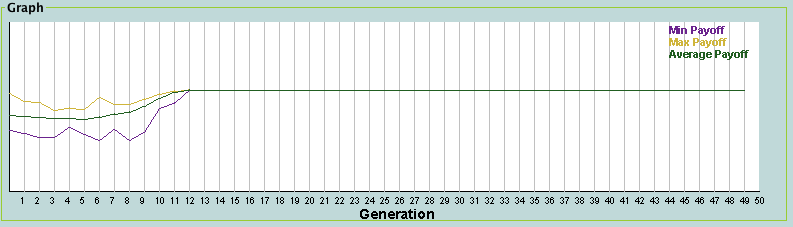 Graph
Min Payoff
Max Payoff
Average Payoff
1 2 3 4 5 6 7 8 9 10 11 12 13 14 15 16 17 18 19 20 21 22 23 24 25 26 27 28 29 30 31 32 33 34 35 36 37 38 39 40 41 42 43 44 45 46 47 48 49 50
Generation